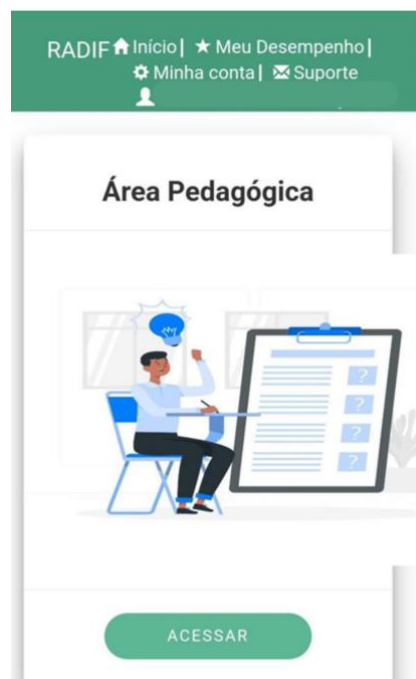 RADIF Início| ★ Meu Desempenho|
Minha conta| Suporte
Área Pedagógica
?
?
?
?
ACESSAR